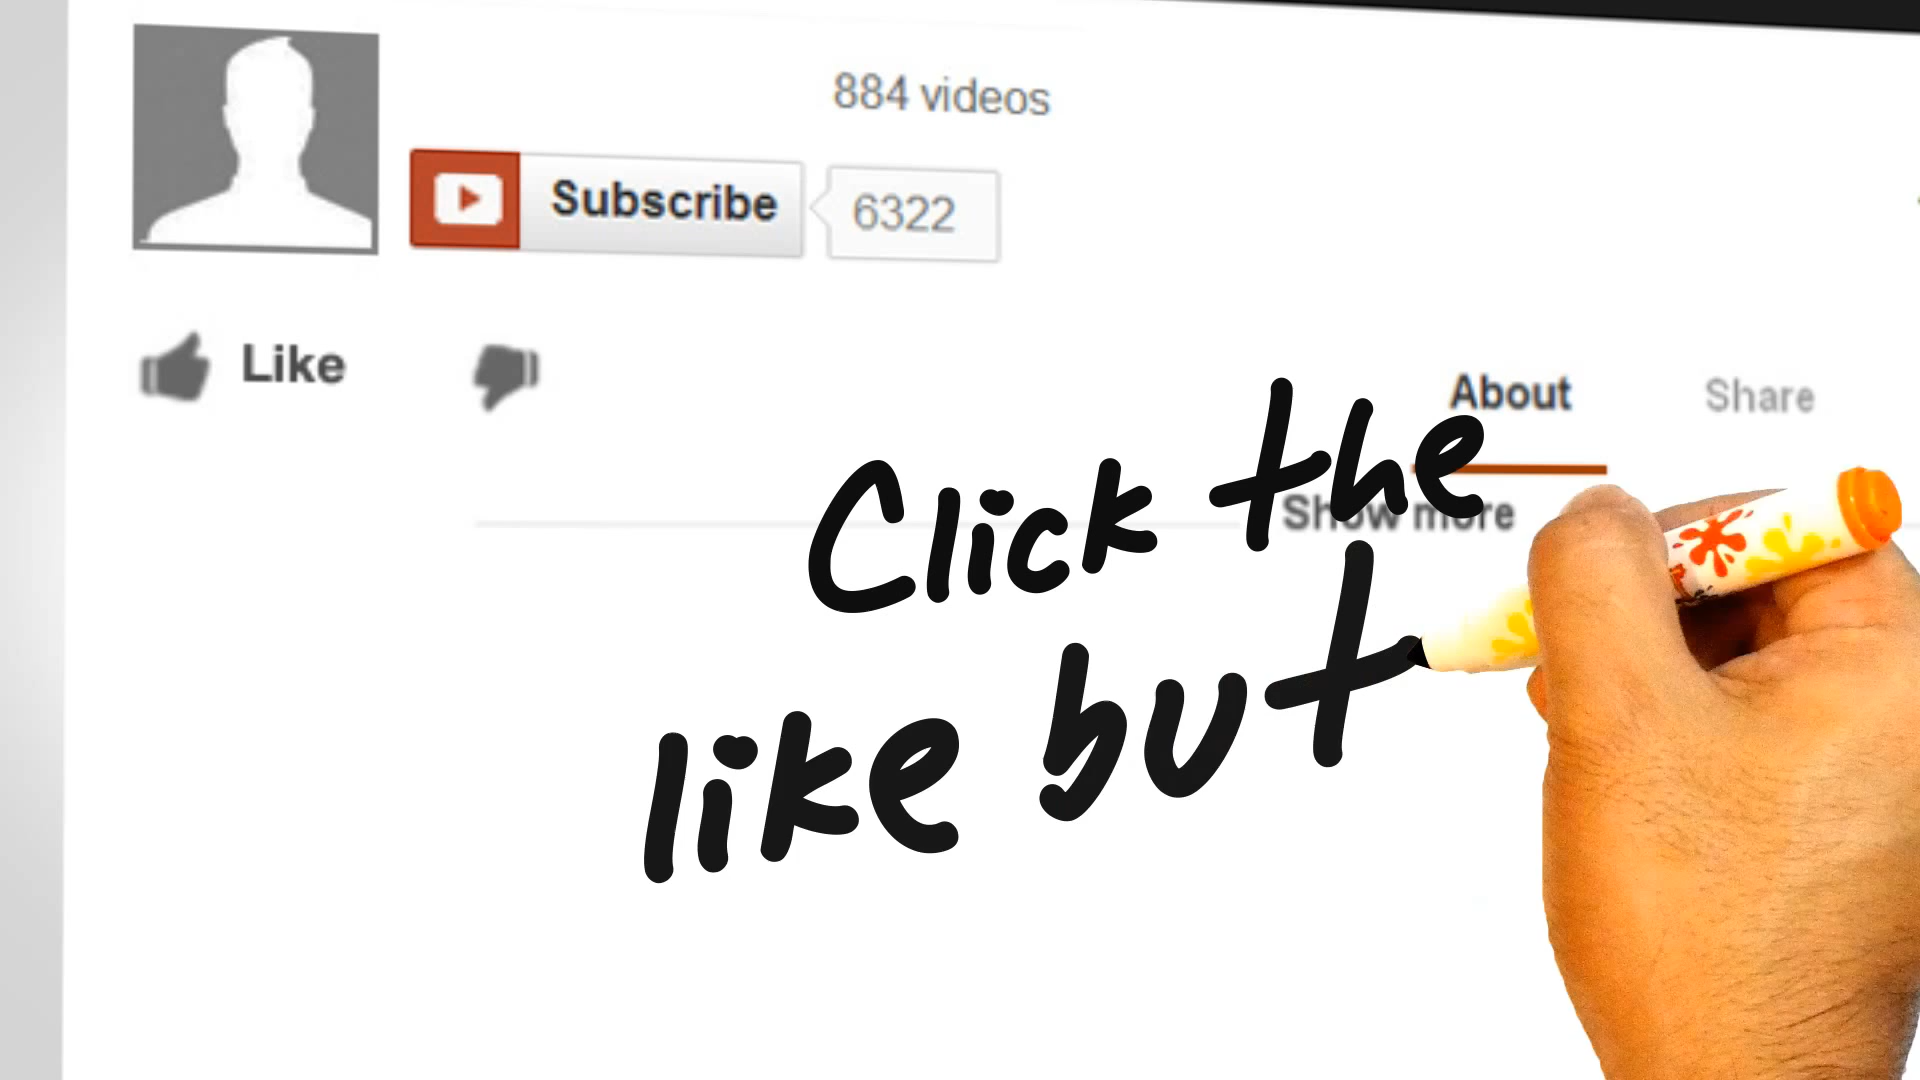 884 videos
Subscribe 6322
Like
About Share
Show more
Click the
like but